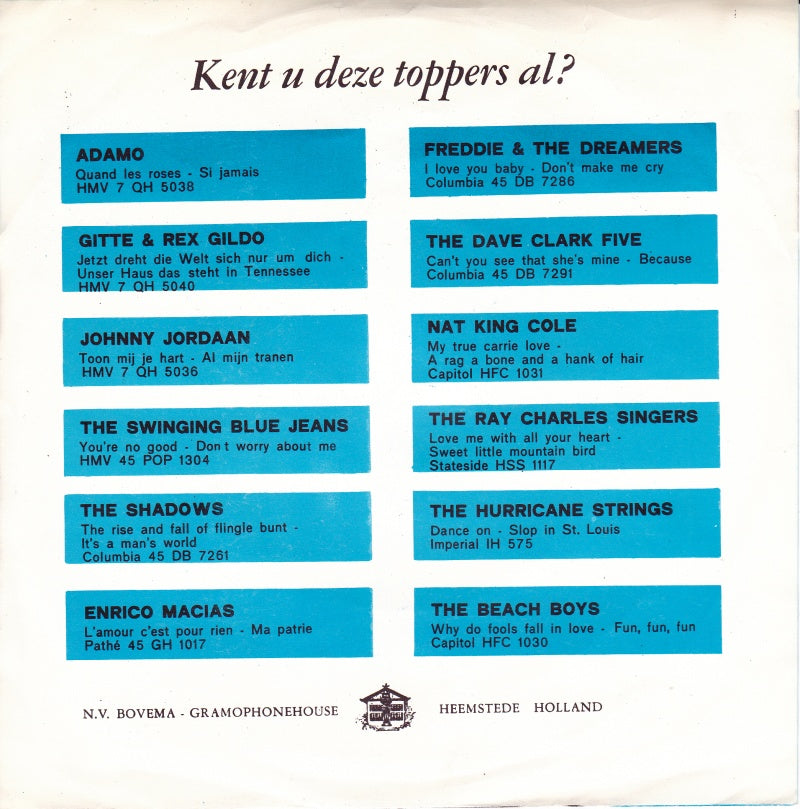 Kent u deze toppers al?
ADAMO
Quand les roses - Si jamais
HMV 7 QH 5038
GITTE & REX GILDO
Jetzt dreht die Welt sich nur um dich -
Unser Haus das steht in Tennessee
HMV 7 QH 5040
JOHNNY JORDAAN
Toon mij je hart - Al mijn tranen
HMV 7 QH 5036
THE SWINGING BLUE JEANS
You're no good - Don t worry about me
HMV 45 POP 1304
THE SHADOWS
The rise and fall of flingle bunt -
It's a man's world
Columbia 45 DB 7261
ENRICO MACIAS
L'amour c'est pour rien - Ma patrie
Pathé 45 GH 1017
FREDDIE & THE DREAMERS
I love you baby - Don't make me cry
Columbia 45 DB 7286
THE DAVE CLARK FIVE
Can't you see that she's mine - Because
Columbia 45 DB 7291
NAT KING COLE
My true carrie love -
A rag a bone and a hank of hair
Capitol HFC 1031
THE RAY CHARLES SINGERS
Love me with all your heart -
Sweet little mountain bird
Stateside HSS 1117
THE HURRICANE STRINGS
Dance on - Slop in St. Louis
Imperial IH 575
THE BEACH BOYS
Why do fools fall in love - Fun, fun, fun
Capitol HFC 1030
N.V. BOVEMA - GRAMOPHONEHOUSE HEEMSTEDE HOLLAND